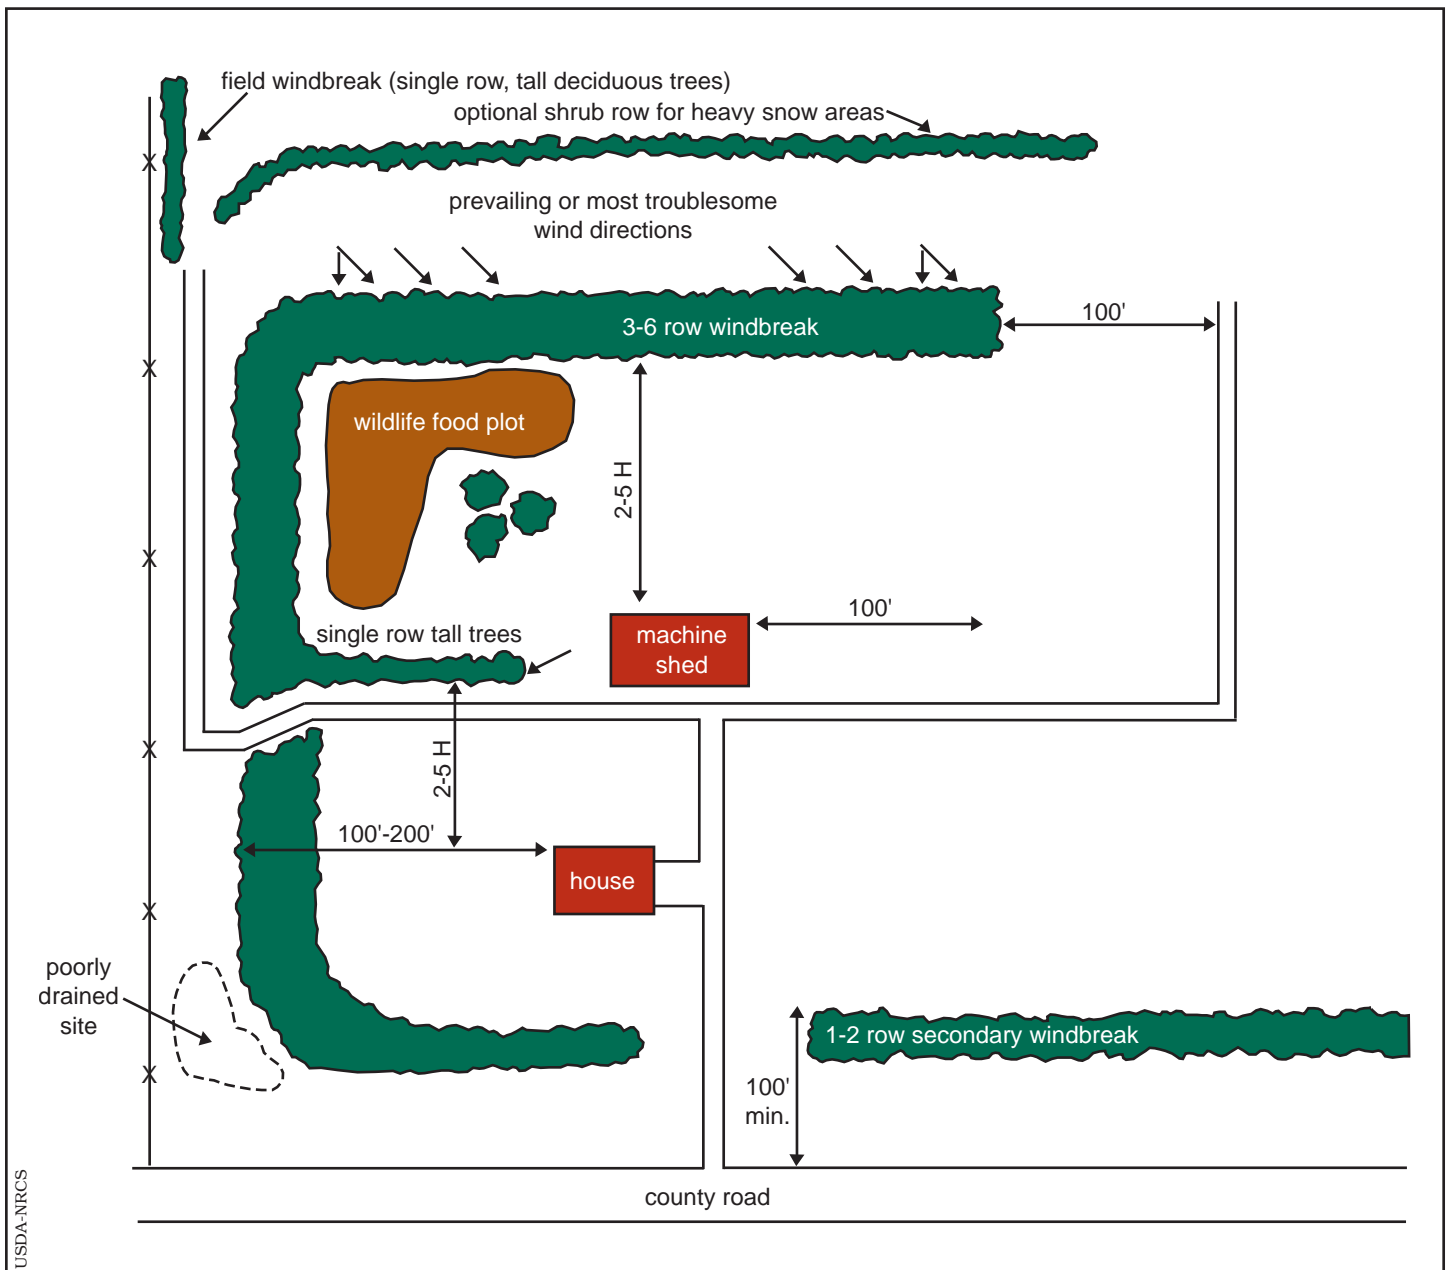 field windbreak (single row, tall deciduous trees)
optional shrub row for heavy snow areas
prevailing or most troublesome
wind directions
3-6 row windbreak
100'
wildlife food plot
2-5 H
single row tall trees
machine
shed
100'
2-5 H
100'-200'
house
poorly
drained
site
1-2 row secondary windbreak
100'
min.
county road
USDA-NRCS
X
X
X
X
X
X